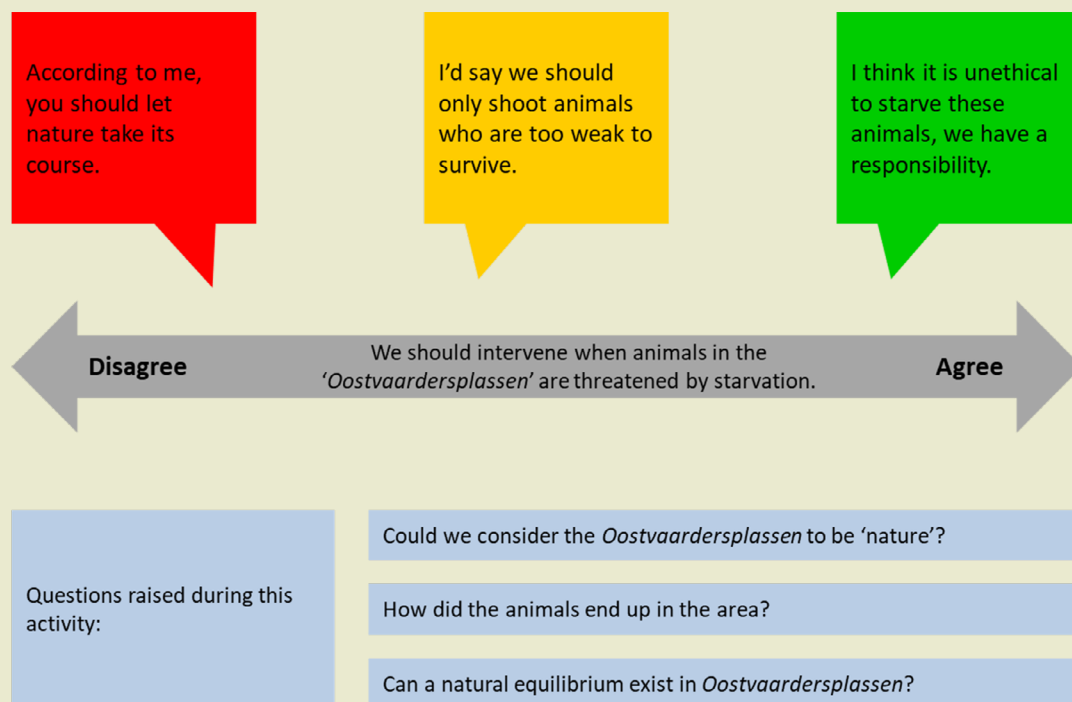 According to me,
you should let
nature take its
course.
I'd say we should
only shoot animals
who are too weak to
survive.
I think it is unethical
to starve these
animals, we have a
responsibility.
Disagree
We should intervene when animals in the
‘Oostvaardersplassen’ are threatened by starvation.
Agree
Questions raised during this
activity:
Could we consider the Oostvaardersplassen to be ‘nature’?
How did the animals end up in the area?
Can a natural equilibrium exist in Oostvaardersplassen?